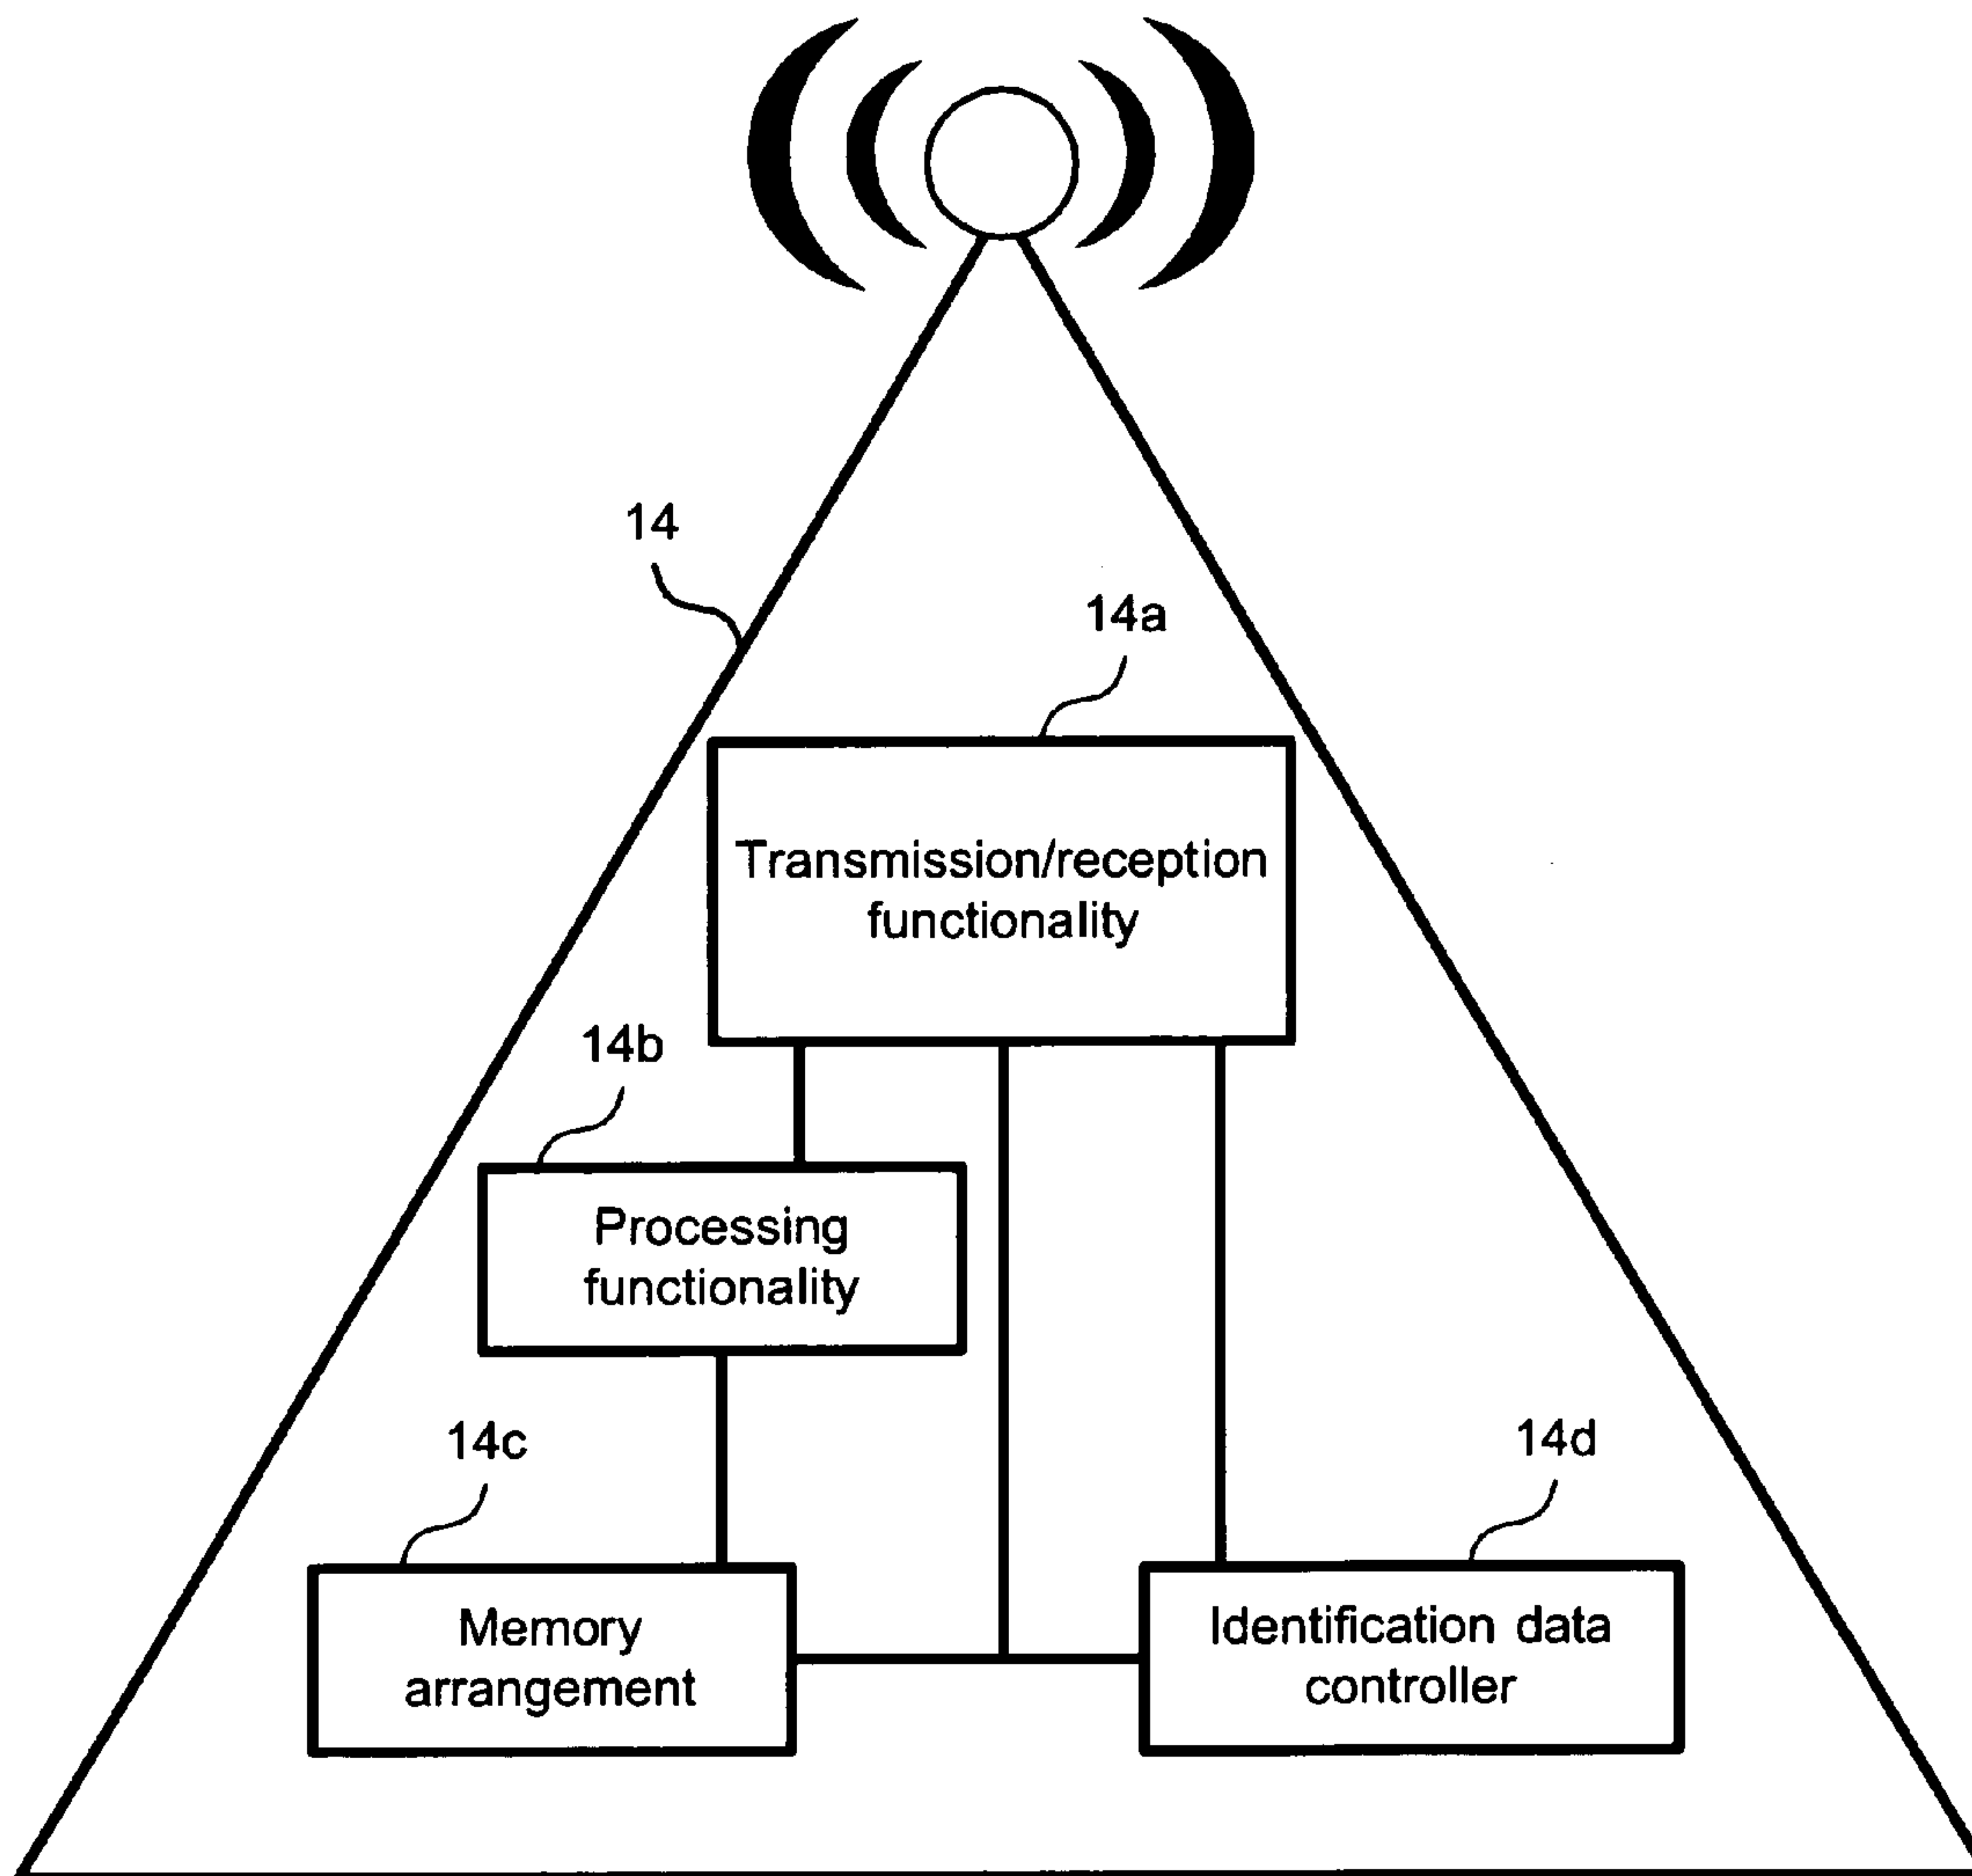 14
14a
Transmission/reception
functionality
14b
Processing
functionality
14c
14d
Memory
arrangement
Identification data
controller